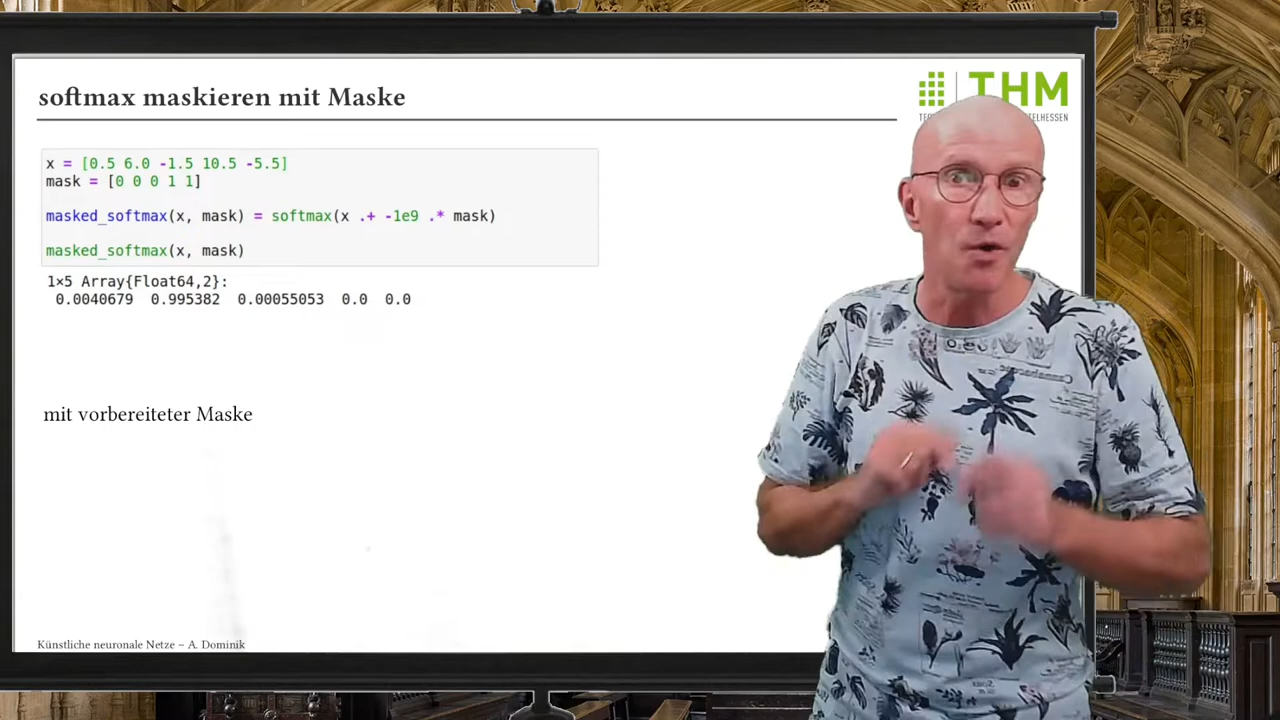 softmax maskieren mit Maske
THM
x = [0.5 6.0 -1.5 10.5 -5.5]
mask = [0 0 0 1 1]
masked_softmax(x, mask) = softmax(x .+ -1e9 .* mask)
masked_softmax(x, mask)
1×5 Array{Float64,2}:
0.0040679 0.995382 0.00055053 0.0 0.0
mit vorbereiteter Maske
Künstliche neuronale Netze – A. Dominik